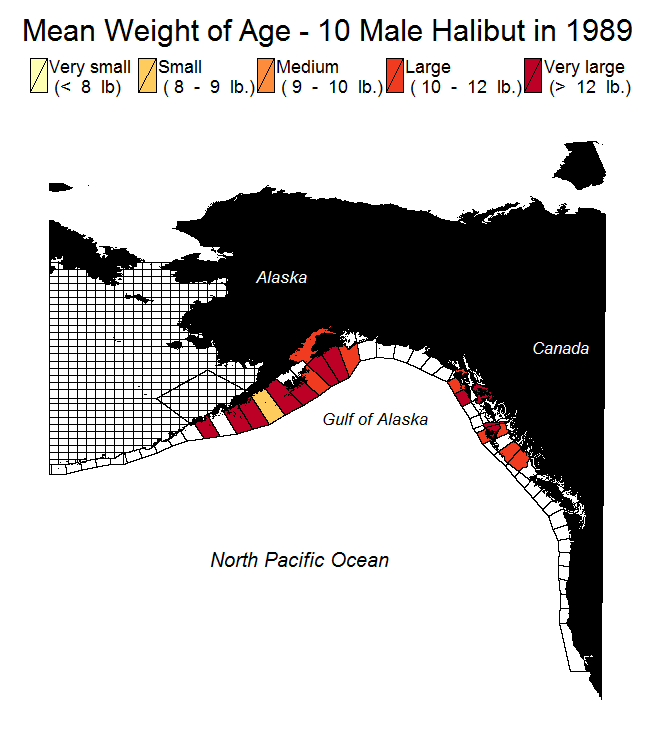 Mean Weight of Age - 10 Male Halibut in 1989
Very small Small Medium Large Very large
(< 8 lb) ( 8 - 9 lb.) ( 9 - 10 lb.) ( 10 - 12 lb.) (> 12 lb.)
Alaska
Canada
Gulf of Alaska
North Pacific Ocean